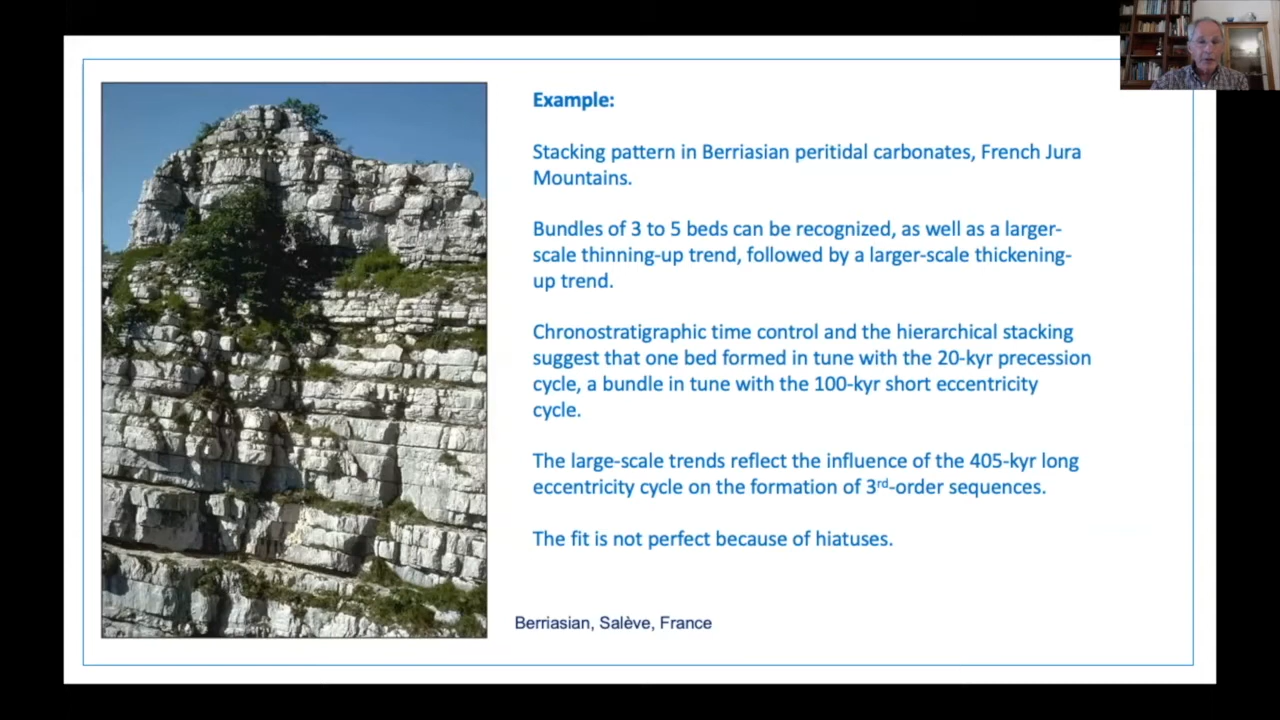 Example:
Stacking pattern in Berriasian peritidal carbonates, French Jura
Mountains.
Bundles of 3 to 5 beds can be recognized, as well as a larger-
scale thinning-up trend, followed by a larger-scale thickening-
up trend.
Chronostratigraphic time control and the hierarchical stacking
suggest that one bed formed in tune with the 20-kyr precession
cycle, a bundle in tune with the 100-kyr short eccentricity
cycle.
The large-scale trends reflect the influence of the 405-kyr long
eccentricity cycle on the formation of 3rd-order sequences.
The fit is not perfect because of hiatuses.
Berriasian, Salève, France